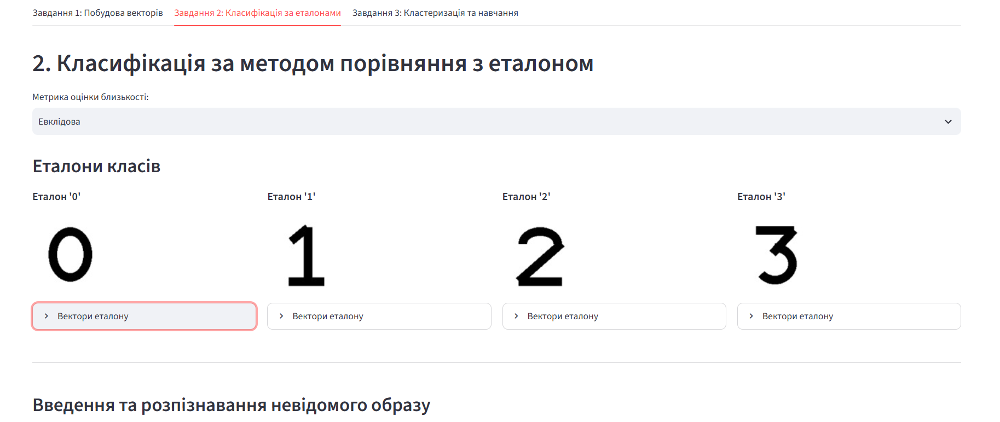 Завдання 1: Побудова векторів Завдання 2: Класифікація за еталонами Завдання 3: Кластеризація та навчання
2. Класифікація за методом порівняння з еталоном
Метрика оцінки близькості:
Евклідова
Еталони класів
Еталон '0' Еталон '1' Еталон '2' Еталон '3'
0 1 2 3
Вектори еталону Вектори еталону Вектори еталону Вектори еталону
Введення та розпізнавання невідомого образу